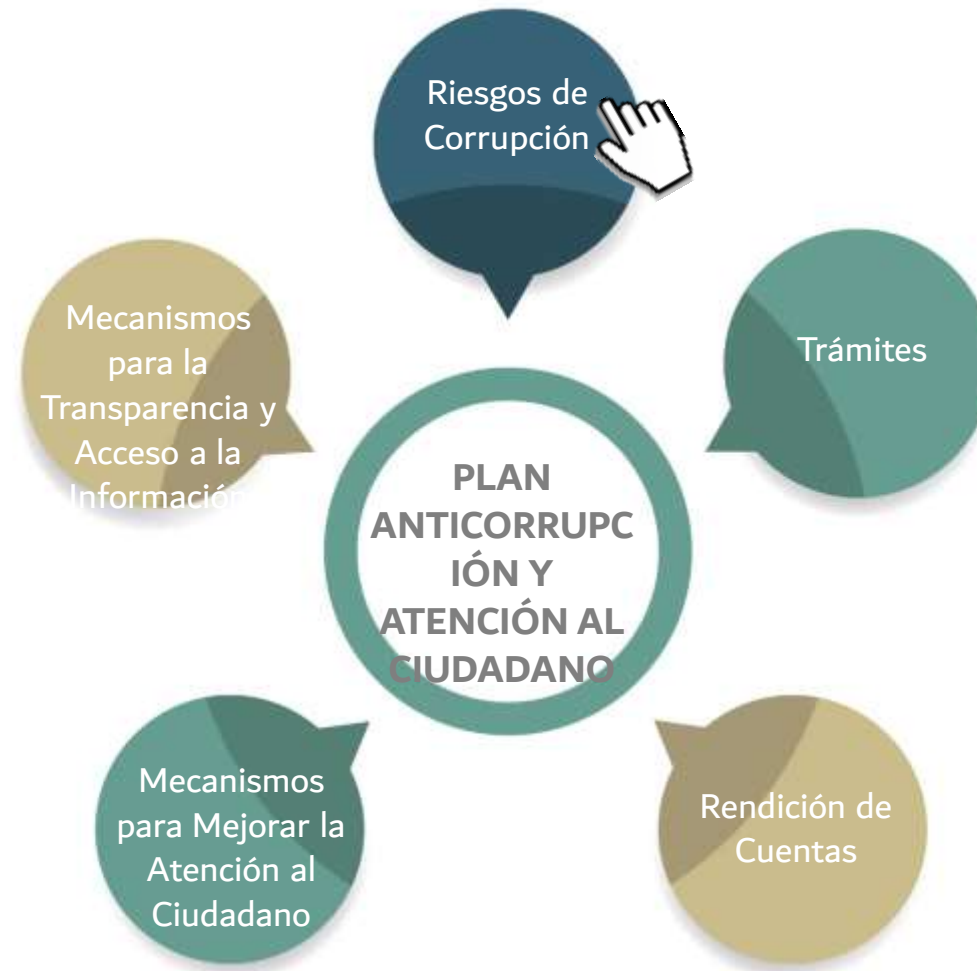 Riesgos de
Corrupción
Trámites
Mecanismos
para la
Transparencia y
Acceso a la
Información
PLAN
ANTICORRUPC
IÓN Y
ATENCIÓN AL
CIUDADANO
Mecanismos
para Mejorar la
Atención al
Ciudadano
Rendición de
Cuentas